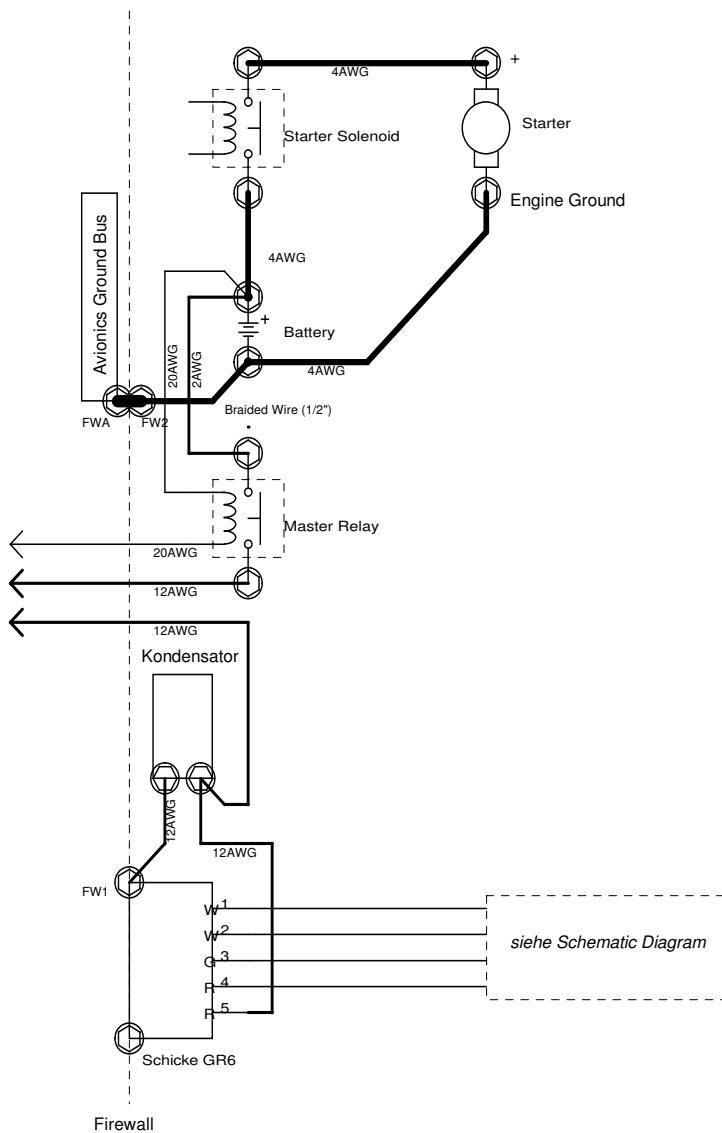 4AWG
+
Starter
Starter Solenoid
Engine Ground
Avionics Ground Bus
4AWG
+
Battery
20AWG
2AWG
4AWG
FWA
FW2
Braided Wire (1/2")
Master Relay
20AWG
12AWG
12AWG
Kondensator
12AWG
12AWG
FW1
W 1
W 2
G 3
R 4
R 5
siehe Schematic Diagram
Schicke GR6
Firewall